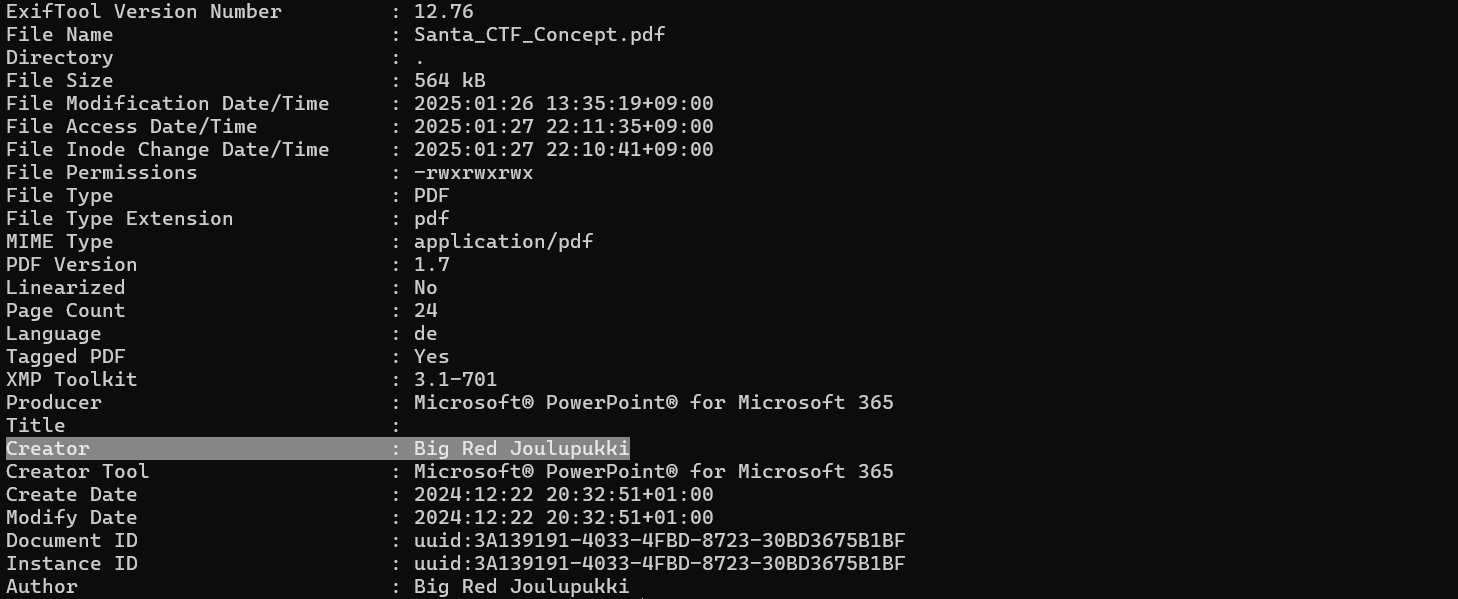 ExifTool Version Number : 12.76
File Name : Santa_CTF_Concept.pdf
Directory : .
File Size : 564 kB
File Modification Date/Time : 2025:01:26 13:35:19+09:00
File Access Date/Time : 2025:01:27 22:11:35+09:00
File Inode Change Date/Time : 2025:01:27 22:10:41+09:00
File Permissions : -rwxrwxrwx
File Type : PDF
File Type Extension : pdf
MIME Type : application/pdf
PDF Version : 1.7
Linearized : No
Page Count : 24
Language : de
Tagged PDF : Yes
XMP Toolkit : 3.1-701
Producer : Microsoft® PowerPoint® for Microsoft 365
Title :
Creator : Big Red Joulupukki
Creator Tool : Microsoft® PowerPoint® for Microsoft 365
Create Date : 2024:12:22 20:32:51+01:00
Modify Date : 2024:12:22 20:32:51+01:00
Document ID : uuid:3A139191-4033-4FBD-8723-30BD3675B1BF
Instance ID : uuid:3A139191-4033-4FBD-8723-30BD3675B1BF
Author : Big Red Joulupukki